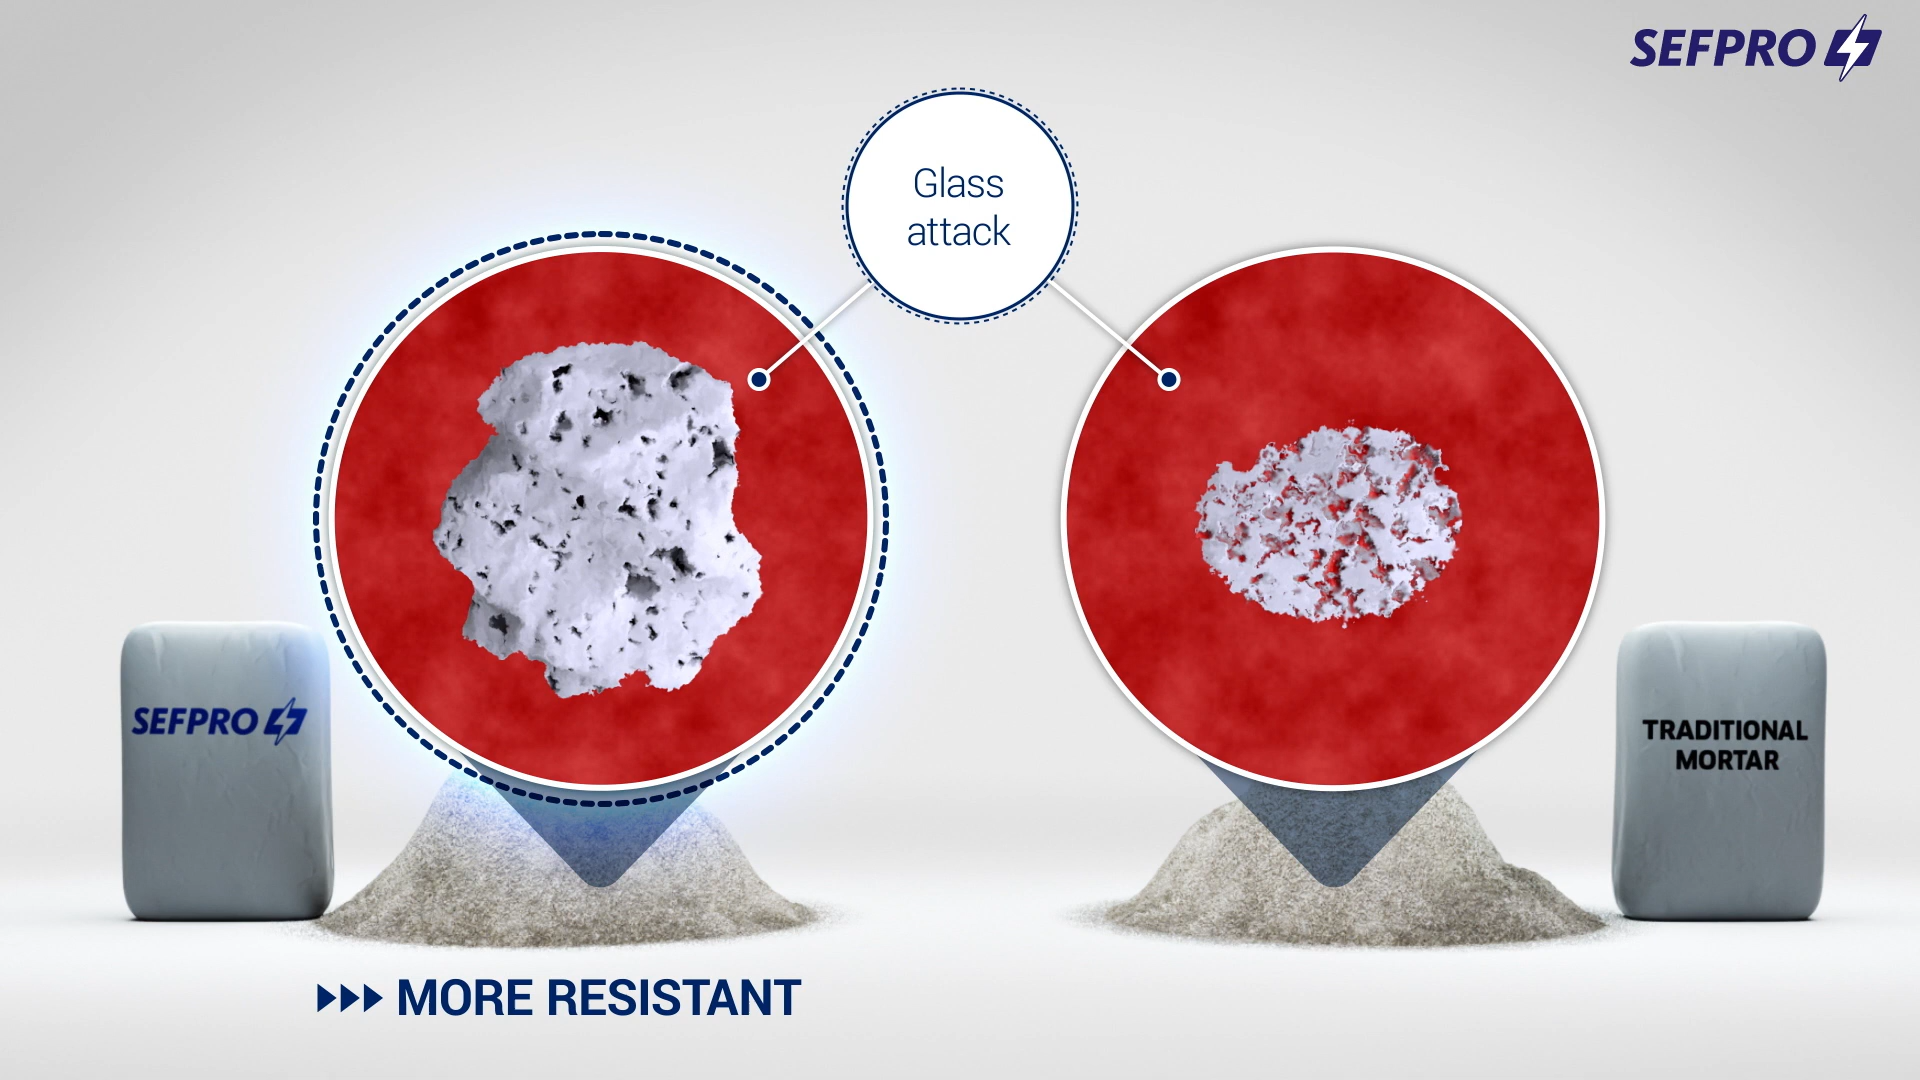 SEFPRO
Glass
attack
SEFPRO
TRADITIONAL
MORTAR
MORE RESISTANT